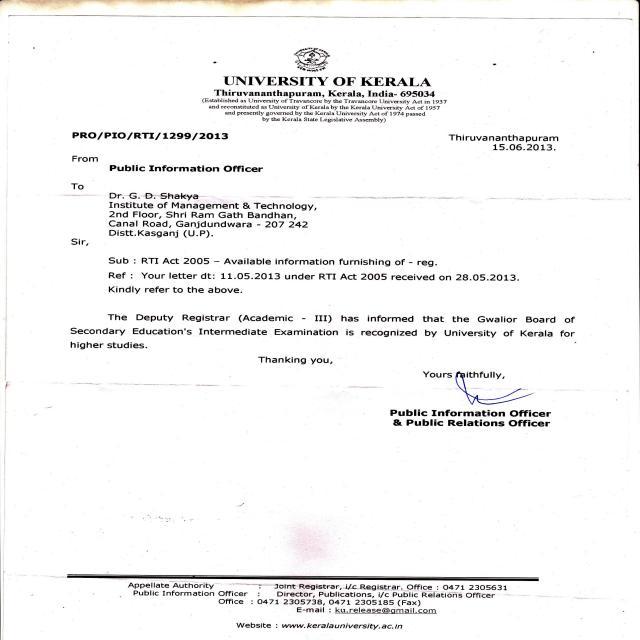 UNIVERSITY OF KERALA
Thiruvananthapuram, Kerala, India- 695034
(Established as University of Travancore by the Travancore University Act in 1937
and reconstituted as University of Kerala by the Kerala University Act of 1957
and presently governed by the Kerala University Act of 1974 passed
by the Kerala State Legislative Assembly)
PRO/PIO/RTI/1299/2013
Thiruvananthapuram
15.06.2013.
From
Public Information Officer
To
Dr. G. D. Shakya
Institute of Management & Technology,
2nd Floor, Shri Ram Gath Bandhan,
Canal Road, Ganjdundwara - 207 242
Distt.Kasganj (U.P).
Sir,
Sub : RTI Act 2005 – Available information furnishing of - reg.
Ref : Your letter dt: 11.05.2013 under RTI Act 2005 received on 28.05.2013.
Kindly refer to the above.
The Deputy Registrar (Academic - III) has informed that the Gwalior Board of
Secondary Education's Intermediate Examination is recognized by University of Kerala for
higher studies.
Thanking you,
Yours faithfully,
Public Information Officer
& Public Relations Officer
Appellate Authority : Joint Registrar, i/c Registrar. Office : 0471 2305631
Public Information Officer : Director, Publications, i/c Public Relations Officer
Office : 0471 2305738, 0471 2305185 (Fax)
E-mail : ku.release@gmail.com
Website : www.keralauniversity.ac.in